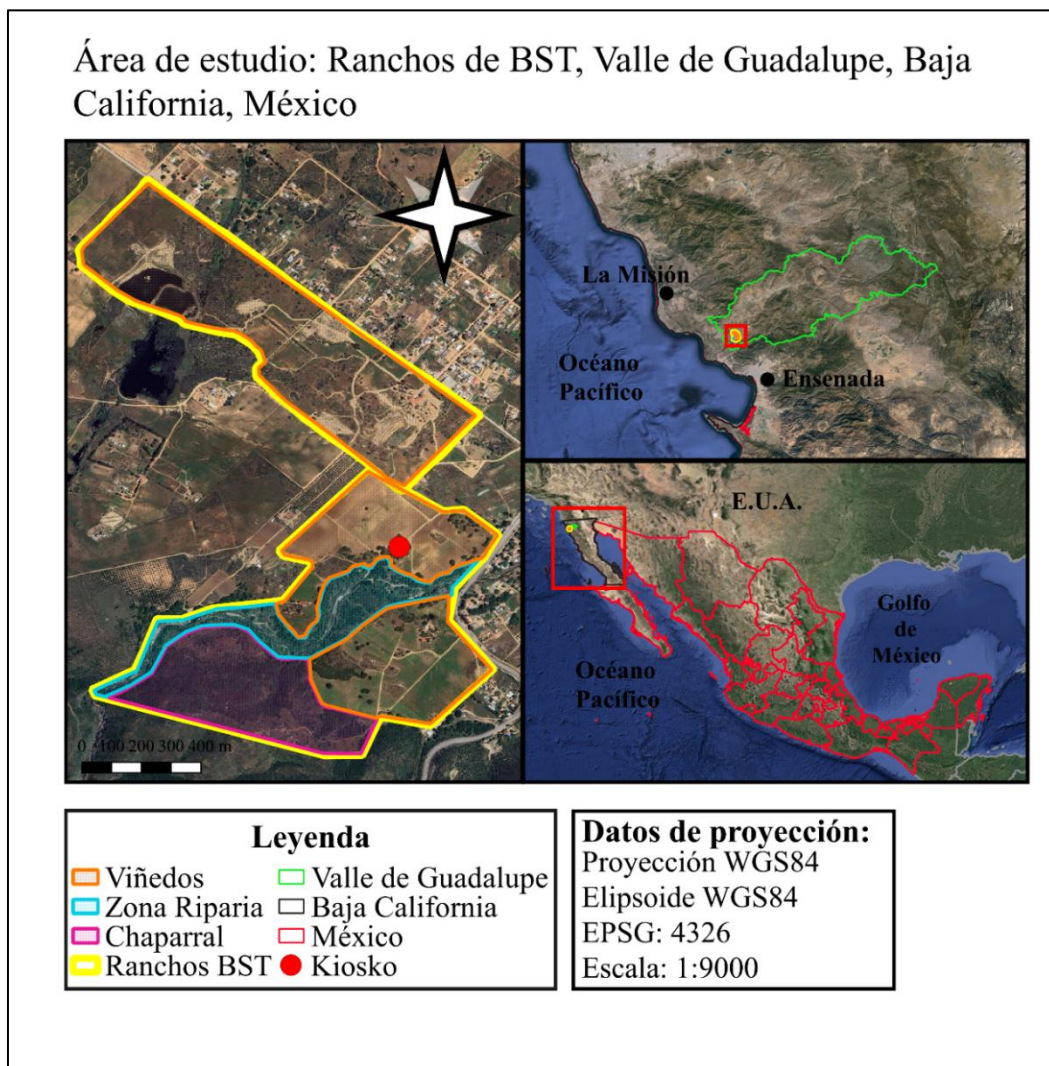 Área de estudio: Ranchos de BST, Valle de Guadalupe, Baja
California, México
La Misión
Océano
Pacífico
Ensenada
E.U.A.
Golfo
de
México
Océano
Pacífico
0 100 200 300 400 m
Leyenda
Viñedos
Zona Riparia
Chaparral
Ranchos BST
Valle de Guadalupe
Baja California
México
Kiosko
Datos de proyección:
Proyección WGS84
Elipsoide WGS84
EPSG: 4326
Escala: 1:9000